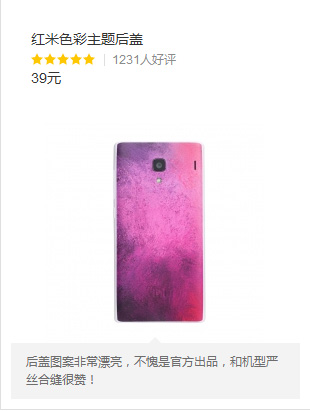 红米色彩主题后盖
1231人好评
39元
后盖图案非常漂亮，不愧是官方出品，和机型严
丝合缝很赞！